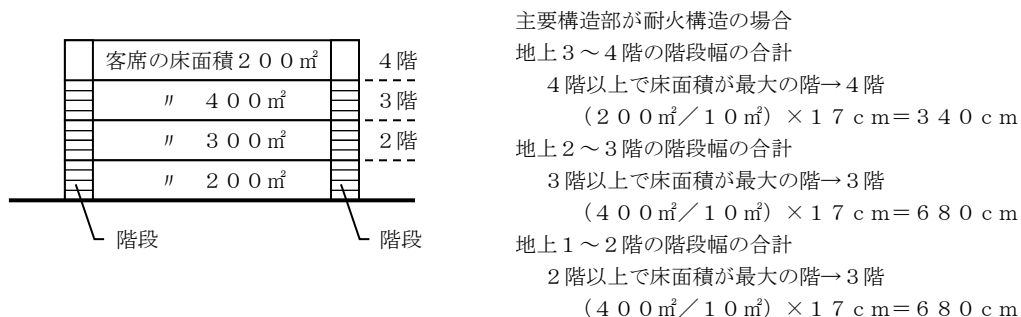 客席の床面積２００㎡
４階
〃　４００㎡
３階
〃　３００㎡
２階
〃　２００㎡
階段
階段
主要構造部が耐火構造の場合
地上３～４階の階段幅の合計
４階以上で床面積が最大の階→４階
（２００㎡／１０㎡）×１７ｃｍ＝３４０ｃｍ
地上２～３階の階段幅の合計
３階以上で床面積が最大の階→３階
（４００㎡／１０㎡）×１７ｃｍ＝６８０ｃｍ
地上１～２階の階段幅の合計
２階以上で床面積が最大の階→３階
（４００㎡／１０㎡）×１７ｃｍ＝６８０ｃｍ